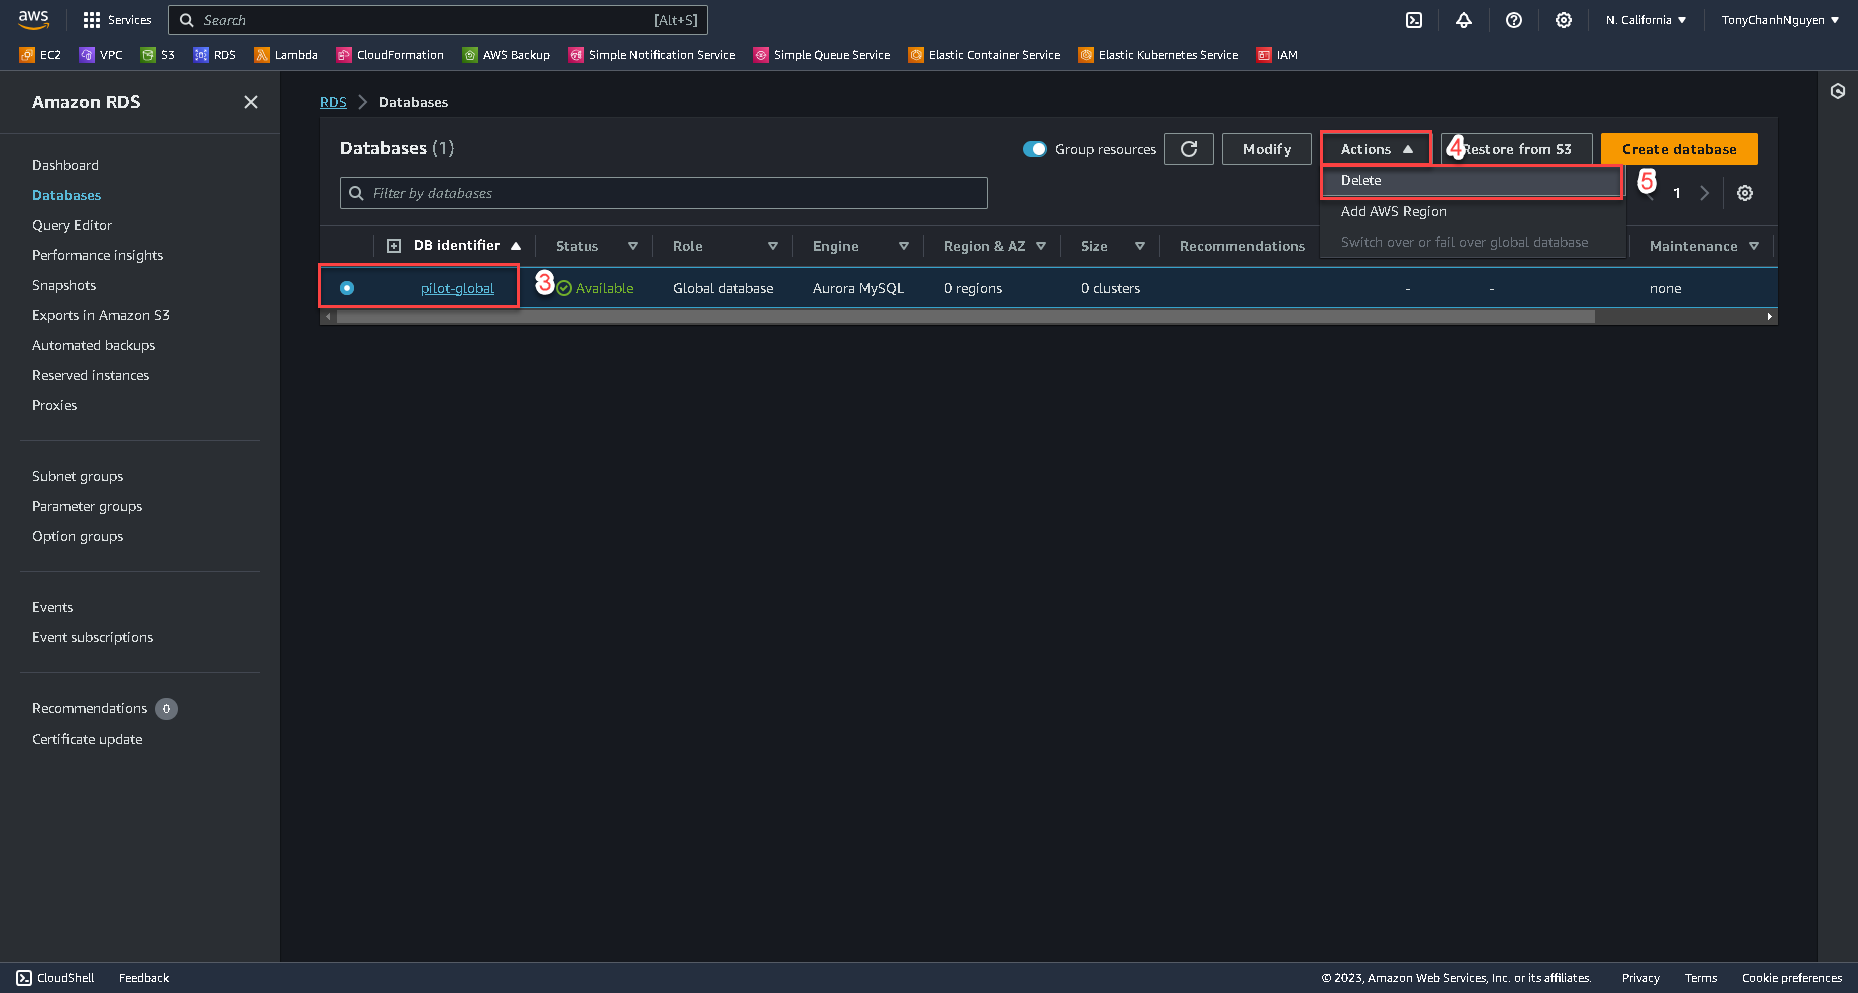 aws
Services
Search
[Alt+S]
N. California
TonyChanhNguyen
EC2
VPC
S3
RDS
Lambda
CloudFormation
AWS Backup
Simple Notification Service
Simple Queue Service
Elastic Container Service
Elastic Kubernetes Service
IAM
Amazon RDS
Dashboard
Databases
Query Editor
Performance insights
Snapshots
Exports in Amazon S3
Automated backups
Reserved instances
Proxies
Subnet groups
Parameter groups
Option groups
Events
Event subscriptions
Recommendations 0
Certificate update
RDS
Databases
Databases (1)
Group resources
Modify
Actions
4
Restore from S3
Create database
Filter by databases
Delete
5
1
Add AWS Region
Switch over or fail over global database
DB identifier
Status
Role
Engine
Region & AZ
Size
Recommendations
Maintenance
pilot-global
3
Available
Global database
Aurora MySQL
0 regions
0 clusters
-
-
none
CloudShell
Feedback
© 2023, Amazon Web Services, Inc. or its affiliates.
Privacy
Terms
Cookie preferences